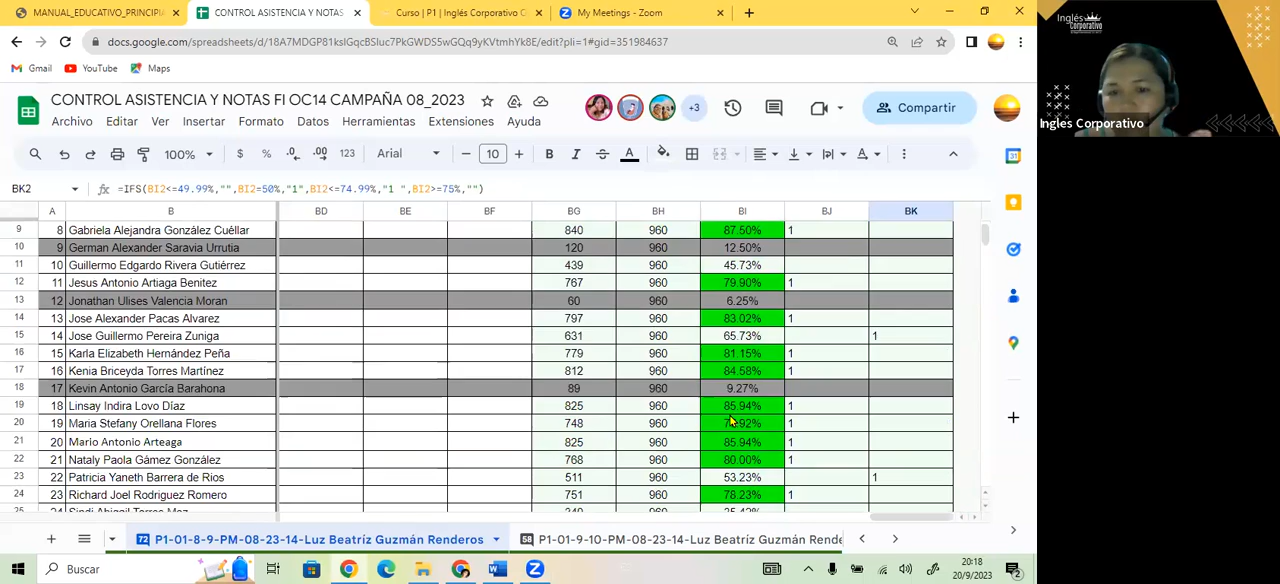 MANUAL_EDUCATIVO_PRINCIPI
CONTROL ASISTENCIA Y NOTAS
Curso | P1 | Inglés Corporativo C
My Meetings - Zoom
docs.google.com/spreadsheets/d/18A7MDGP81kslGqcBSluc7PkGWDS5wGQq9yKVtmhYk8E/edit?pli=1#gid=351984637
Gmail YouTube Maps
CONTROL ASISTENCIA Y NOTAS FI OC14 CAMPAÑA 08_2023
+3
Compartir
Archivo Editar Ver Insertar Formato Datos Herramientas Extensiones Ayuda
100% $ % .0 .00 123 Arial 10 B I A
BK2 fx =IFS(BI2<=49.99%,"",BI2=50%,"1",BI2<=74.99%,"1 ",BI2>=75%,"")
A B BD BE BF BG BH BI BJ BK
9 8 Gabriela Alejandra González Cuéllar 840 960 87.50% 1
10 9 German Alexander Saravia Urrutia 120 960 12.50%
11 10 Guillermo Edgardo Rivera Gutiérrez 439 960 45.73%
12 11 Jesus Antonio Artiaga Benitez 767 960 79.90% 1
13 12 Jonathan Ulises Valencia Moran 60 960 6.25%
14 13 Jose Alexander Pacas Alvarez 797 960 83.02% 1
15 14 Jose Guillermo Pereira Zuniga 631 960 65.73% 1
16 15 Karla Elizabeth Hernández Peña 779 960 81.15% 1
17 16 Kenia Briceyda Torres Martínez 812 960 84.58% 1
18 17 Kevin Antonio García Barahona 89 960 9.27%
19 18 Linsay Indira Lovo Díaz 825 960 85.94% 1
20 19 Maria Stefany Orellana Flores 748 960 1
21 20 Mario Antonio Arteaga 825 960 85.94% 1
22 21 Nataly Paola Gámez González 768 960 80.00% 1
23 22 Patricia Yaneth Barrera de Rios 511 960 53.23% 1
24 23 Richard Joel Rodriguez Romero 751 960 78.23% 1
72 P1-01-8-9-PM-08-23-14-Luz Beatríz Guzmán Renderos
58 P1-01-9-10-PM-08-23-14-Luz Beatríz Guzmán Rende
Buscar
20:18
20/9/2023
2
31
Inglés
Corporativo
Ingles Corporativo